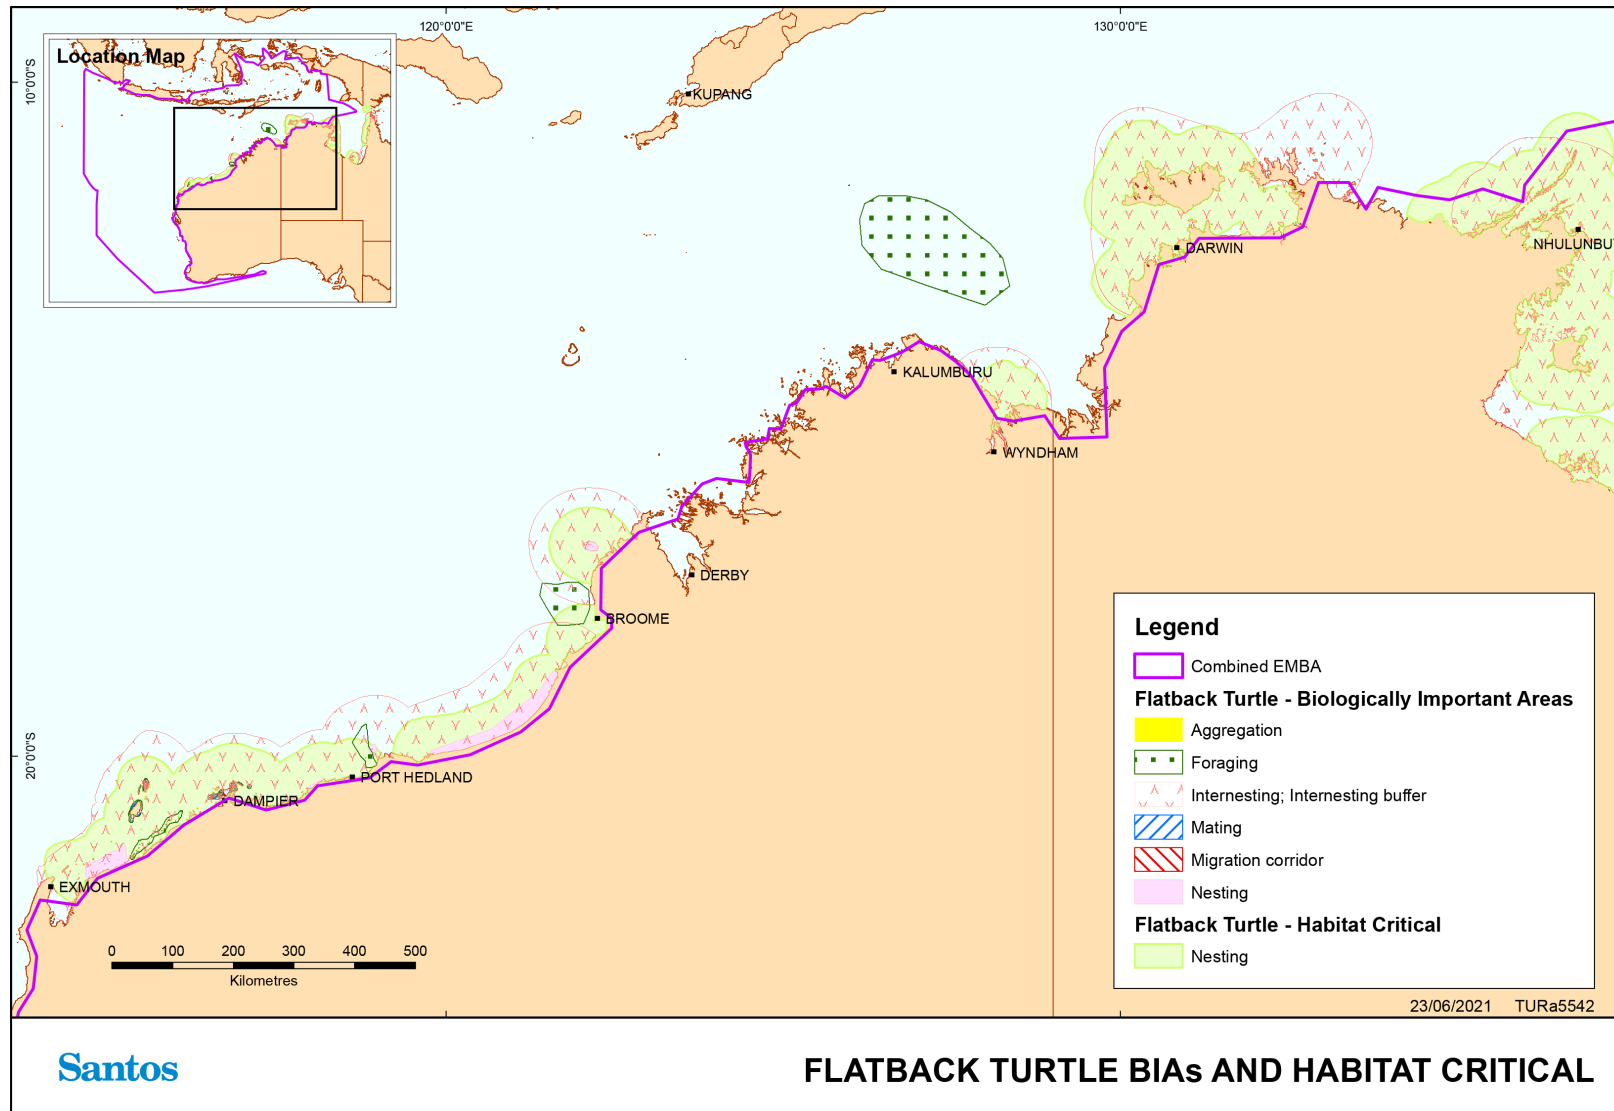 120°0'0"E
130°0'0"E
Location Map
10°0'0"S
KUPANG
DARWIN
NHULUNBU
KALUMBURU
WYNDHAM
DERBY
BROOME
20°0'0"S
PORT HEDLAND
DAMPIER
EXMOUTH
0 100 200 300 400 500
Kilometres
Legend
Combined EMBA
Flatback Turtle - Biologically Important Areas
Aggregation
Foraging
Internesting; Internesting buffer
Mating
Migration corridor
Nesting
Flatback Turtle - Habitat Critical
Nesting
23/06/2021 TURa5542
Santos
FLATBACK TURTLE BIAs AND HABITAT CRITICAL